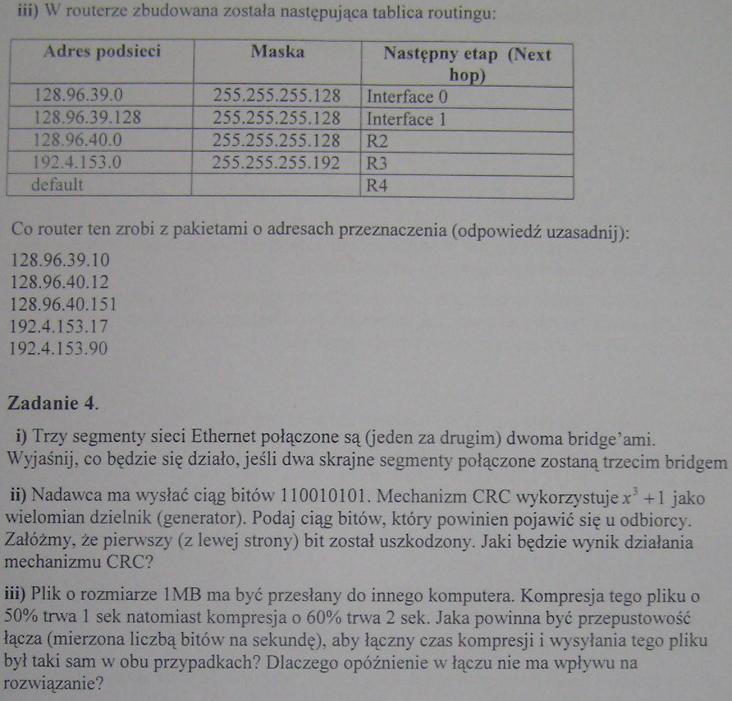 iii) W routerze zbudowana została następująca tablica routingu:
Adres podsieci Maska Następny etap (Next hop)
128.96.39.0 255.255.255.128 Interface 0
128.96.39.128 255.255.255.128 Interface 1
128.96.40.0 255.255.255.128 R2
192.4.153.0 255.255.255.192 R3
default R4
Co router ten zrobi z pakietami o adresach przeznaczenia (odpowiedź uzasadnij):
128.96.39.10
128.96.40.12
128.96.40.151
192.4.153.17
192.4.153.90
Zadanie 4.
i) Trzy segmenty sieci Ethernet połączone są (jeden za drugim) dwoma bridge'ami.
Wyjaśnij, co będzie się działo, jeśli dwa skrajne segmenty połączone zostaną trzecim bridgem
ii) Nadawca ma wysłać ciąg bitów 110010101. Mechanizm CRC wykorzystuje x³ +1 jako
wielomian dzielnik (generator). Podaj ciąg bitów, który powinien pojawić się u odbiorcy.
Załóżmy, że pierwszy (z lewej strony) bit został uszkodzony. Jaki będzie wynik działania
mechanizmu CRC?
iii) Plik o rozmiarze 1MB ma być przesłany do innego komputera. Kompresja tego pliku o
50% trwa 1 sek natomiast kompresja o 60% trwa 2 sek. Jaka powinna być przepustowość
łącza (mierzona liczbą bitów na sekundę), aby łączny czas kompresji i wysyłania tego pliku
był taki sam w obu przypadkach? Dlaczego opóźnienie w łączu nie ma wpływu na
rozwiązanie?